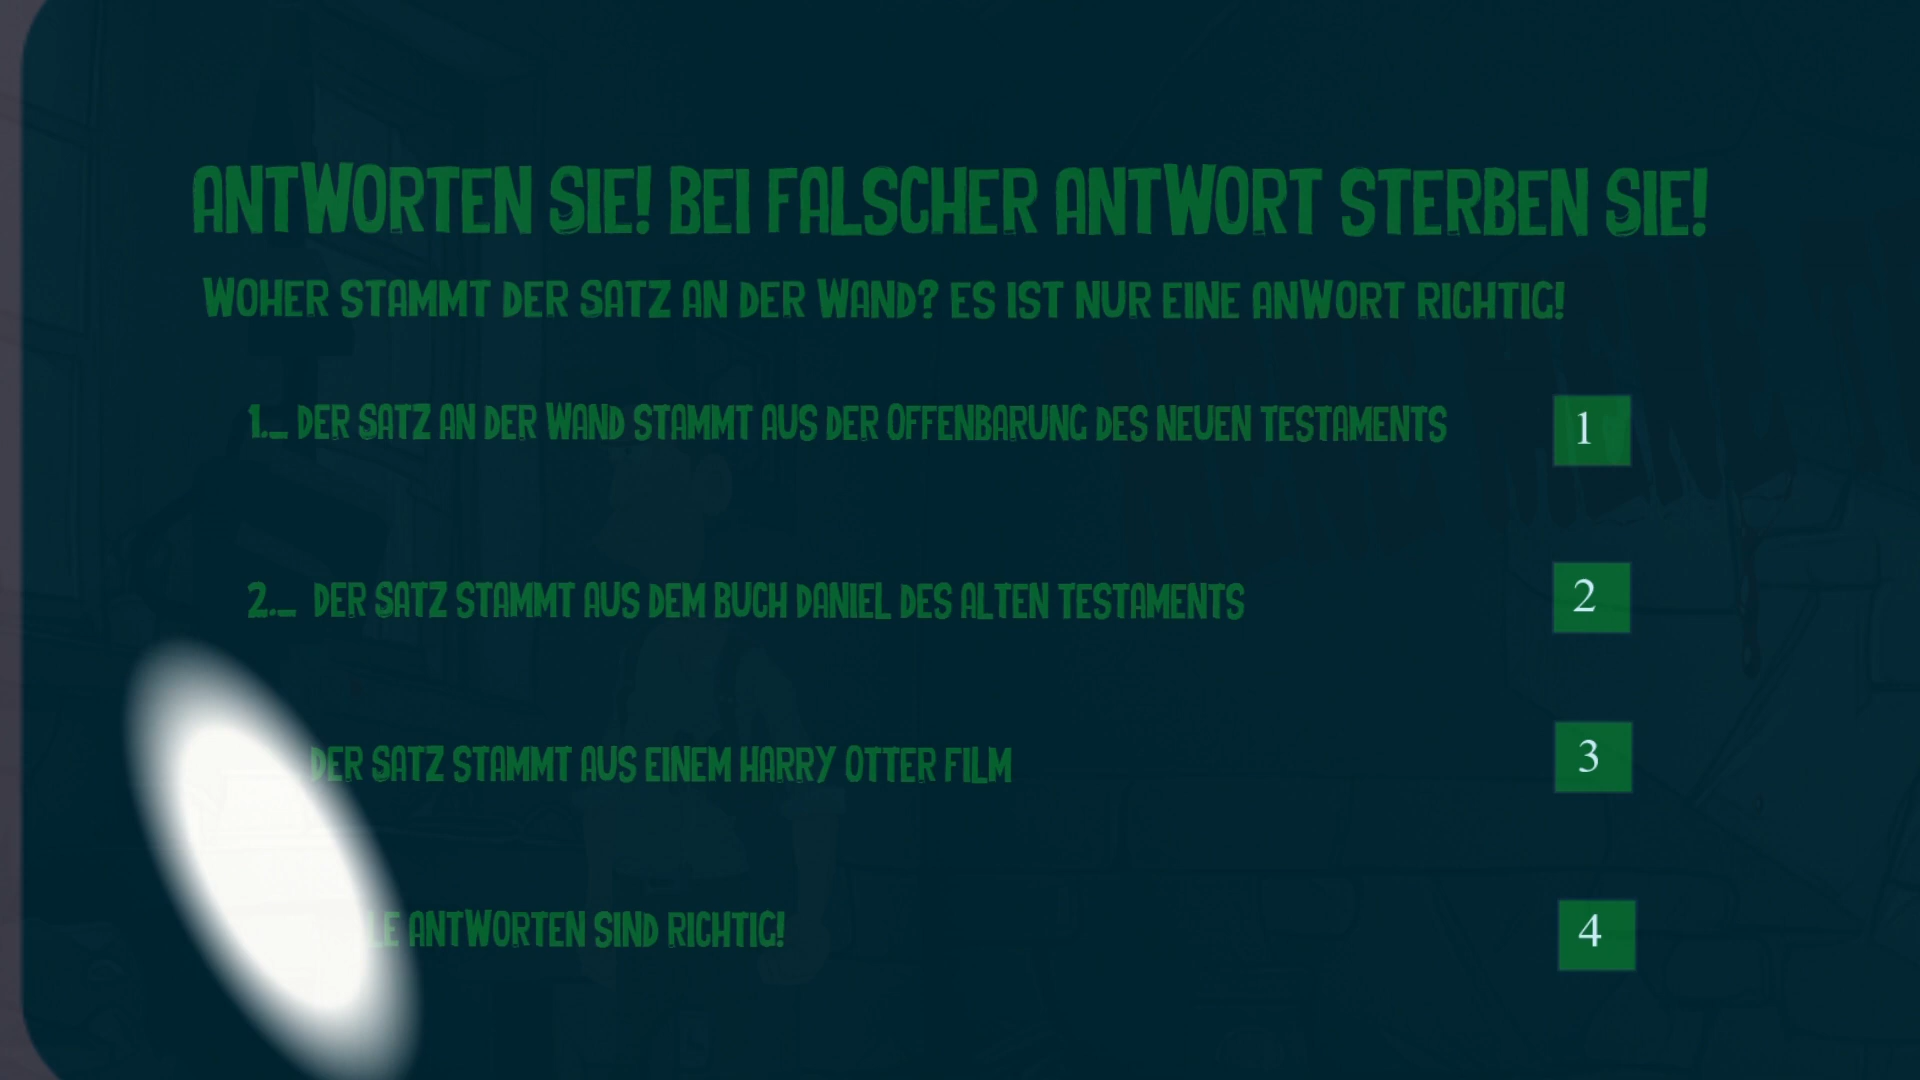 ANTWORTEN SIE! BEI FALSCHER ANTWORT STERBEN SIE!
WOHER STAMMT DER SATZ AN DER WAND? ES IST NUR EINE ANWORT RICHTIG!
1._ DER SATZ AN DER WAND STAMMT AUS DER OFFENBARUNG DES NEUEN TESTAMENTS 1
2._ DER SATZ STAMMT AUS DEM BUCH DANIEL DES ALTEN TESTAMENTS 2
DER SATZ STAMMT AUS EINEM HARRY OTTER FILM 3
ANTWORTEN SIND RICHTIG! 4